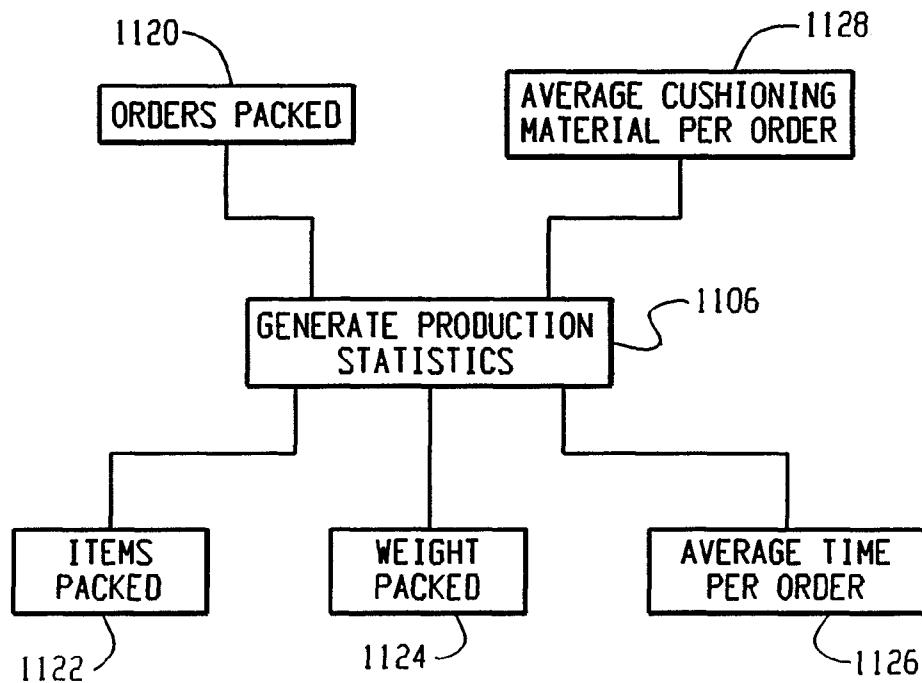 1120
1128
ORDERS PACKED
AVERAGE CUSHIONING
MATERIAL PER ORDER
GENERATE PRODUCTION
STATISTICS
1106
ITEMS
PACKED
WEIGHT
PACKED
AVERAGE TIME
PER ORDER
1122
1124
1126